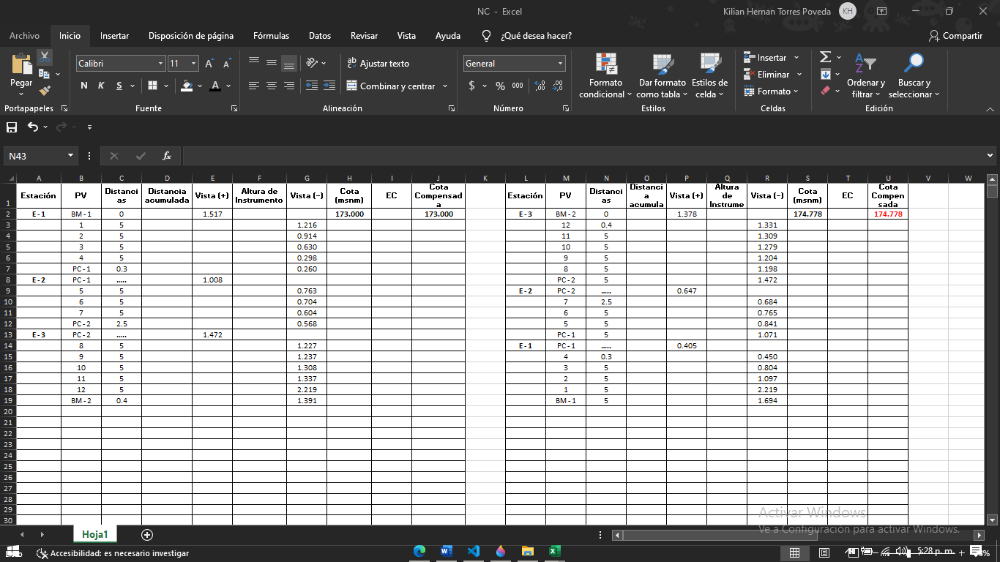 NC - Excel
Kilian Hernan Torres Poveda KH
Archivo Inicio Insertar Disposición de página Fórmulas Datos Revisar Vista Ayuda ¿Qué desea hacer? Compartir
Pegar
Calibri 11
N K S
A A
A
ab Ajustar texto
Combinar y centrar
General
$ % 000
Formato condicional
Dar formato como tabla
Estilos de celda
Insertar
Eliminar
Formato
Ordenar y filtrar
Buscar y seleccionar
Portapapeles Fuente Alineación Número Estilos Celdas Edición
N43 fx
A B C D E F G H I J K L M N O P Q R S T U V W
1 Estación PV Distancias Distancia acumulada Vista (+) Altura de Instrumento Vista (-) Cota (msnm) EC Cota Compensada Estación PV Distancias Distancia acumula Vista (+) Altura de Instrume Vista (-) Cota (msnm) EC Cota Compensada
2 E-1 BM-1 0 1.517 173.000 173.000 E-3 BM-2 0 1.378 174.778 174.778
3 1 5 1.216 12 0.4 1.331
4 2 5 0.914 11 5 1.309
5 3 5 0.630 10 5 1.279
6 4 5 0.298 9 5 1.204
7 PC-1 0.3 0.260 8 5 1.198
8 E-2 PC-1 ..... 1.008 PC-2 5 1.472
9 5 5 0.763 E-2 PC-2 ..... 0.647
10 6 5 0.704 7 2.5 0.684
11 7 5 0.604 6 5 0.765
12 PC-2 2.5 0.568 5 5 0.841
13 E-3 PC-2 ..... 1.472 PC-1 5 1.071
14 8 5 1.227 E-1 PC-1 ..... 0.405
15 9 5 1.237 4 0.3 0.450
16 10 5 1.308 3 5 0.804
17 11 5 1.337 2 5 1.097
18 12 5 2.219 1 5 2.219
19 BM-2 0.4 1.391 BM-1 5 1.694
20
21
22
23
24
25
26
27
28
29
30
Activar Windows
Ve a Configuración para activar Windows.
Hoja1
Accesibilidad: es necesario investigar
5:28 p. m.